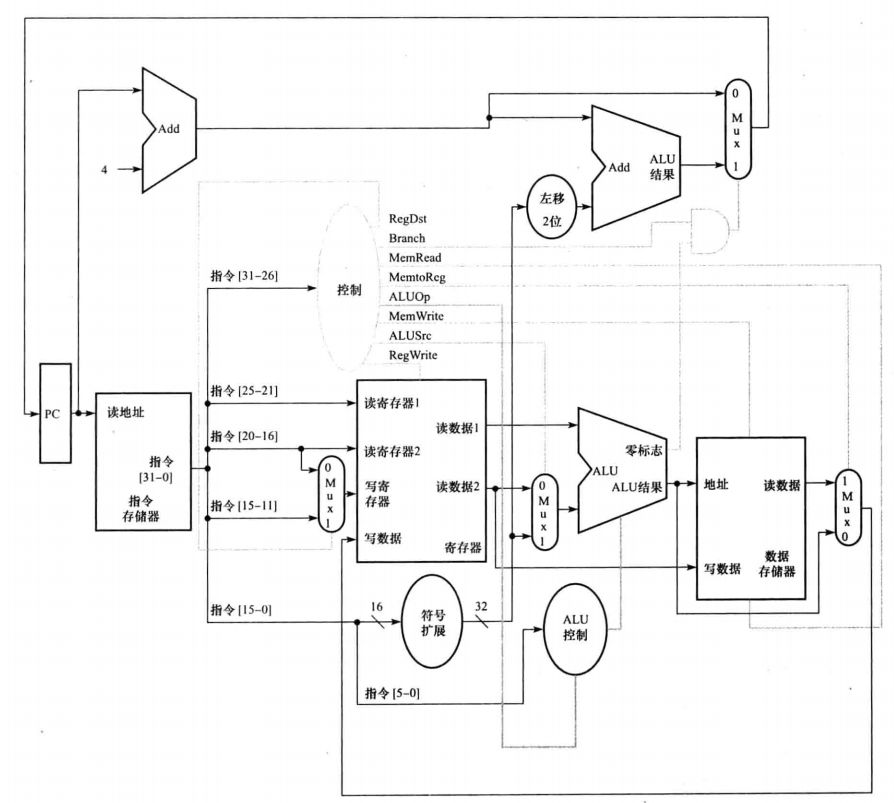 Add
4
0
Mux
1
Add
ALU
结果
左移
2位
RegDst
Branch
MemRead
MemtoReg
ALUOp
MemWrite
ALUSrc
RegWrite
控制
指令 [31-26]
PC
读地址
指令
[31-0]
指令
存储器
指令 [25-21]
指令 [20-16]
指令 [15-11]
0
Mux
1
读寄存器1
读寄存器2
写寄
存器
写数据
读数据1
读数据2
寄存器
0
Mux
1
ALU
零标志
ALU结果
地址
写数据
读数据
数据
存储器
1
Mux
0
指令 [15-0]
16
符号
扩展
32
ALU
控制
指令 [5-0]